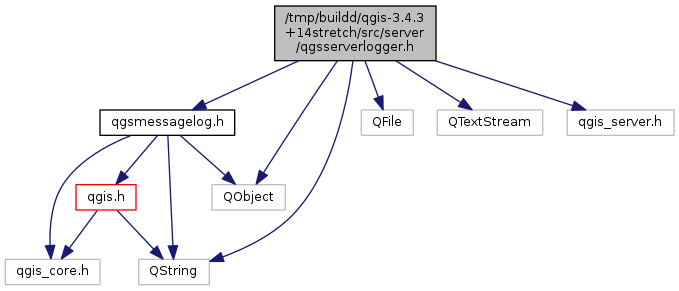 /tmp/buildd/qgis-3.4.3
+14stretch/src/server
/qgsserverlogger.h
qgsmessagelog.h
QFile
QTextStream
qgis_server.h
qgis.h
QObject
qgis_core.h
QString